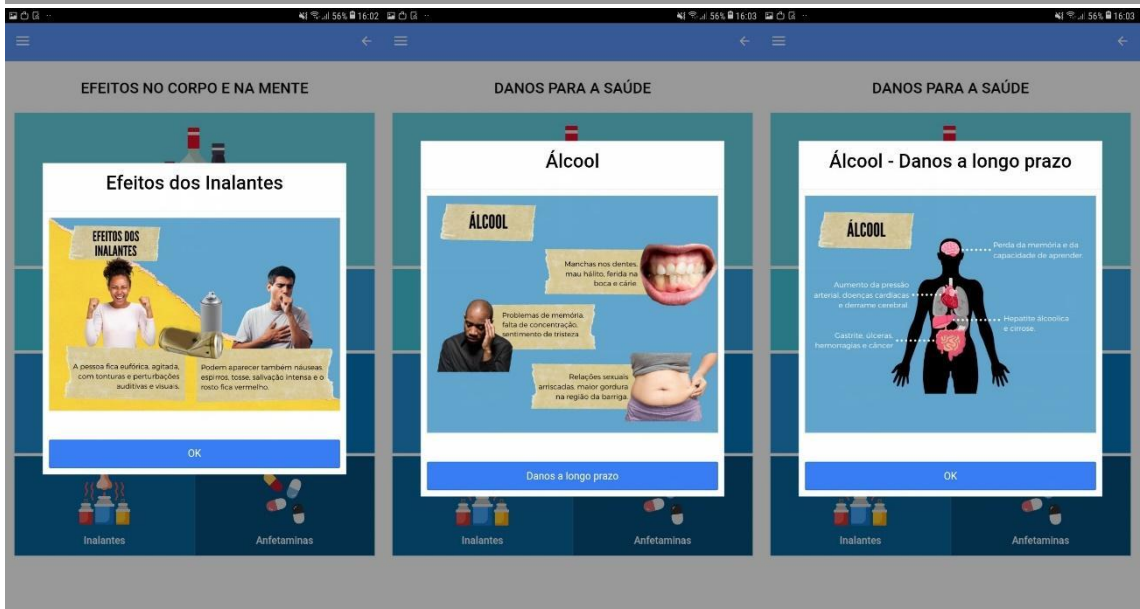 56% 16:02
EFEITOS NO CORPO E NA MENTE
Efeitos dos Inalantes
EFEITOS DOS
INALANTES
A pessoa fica eufórica, agitada,
com tonturas e perturbações
auditivas e visuais.
Podem aparecer também náuseas,
espirros, tosse, salivação intensa e o
rosto fica vermelho.
OK
Inalantes
Anfetaminas
56% 16:03
DANOS PARA A SAÚDE
Álcool
ÁLCOOL
Manchas nos dentes,
mau hálito, ferida na
boca e cárie
Problemas de memória,
falta de concentração,
sentimento de tristeza.
Relações sexuais
arriscadas, maior gordura
na região da barriga.
Danos a longo prazo
Inalantes
Anfetaminas
56% 16:03
DANOS PARA A SAÚDE
Álcool - Danos a longo prazo
ÁLCOOL
Perda da memória e da
capacidade de aprender
Aumento da pressão
arterial, doenças cardíacas
e derrame cerebral.
Hepatite álcoolica
e cirrose.
Gastrite, úlceras,
hemorragias e câncer
OK
Inalantes
Anfetaminas